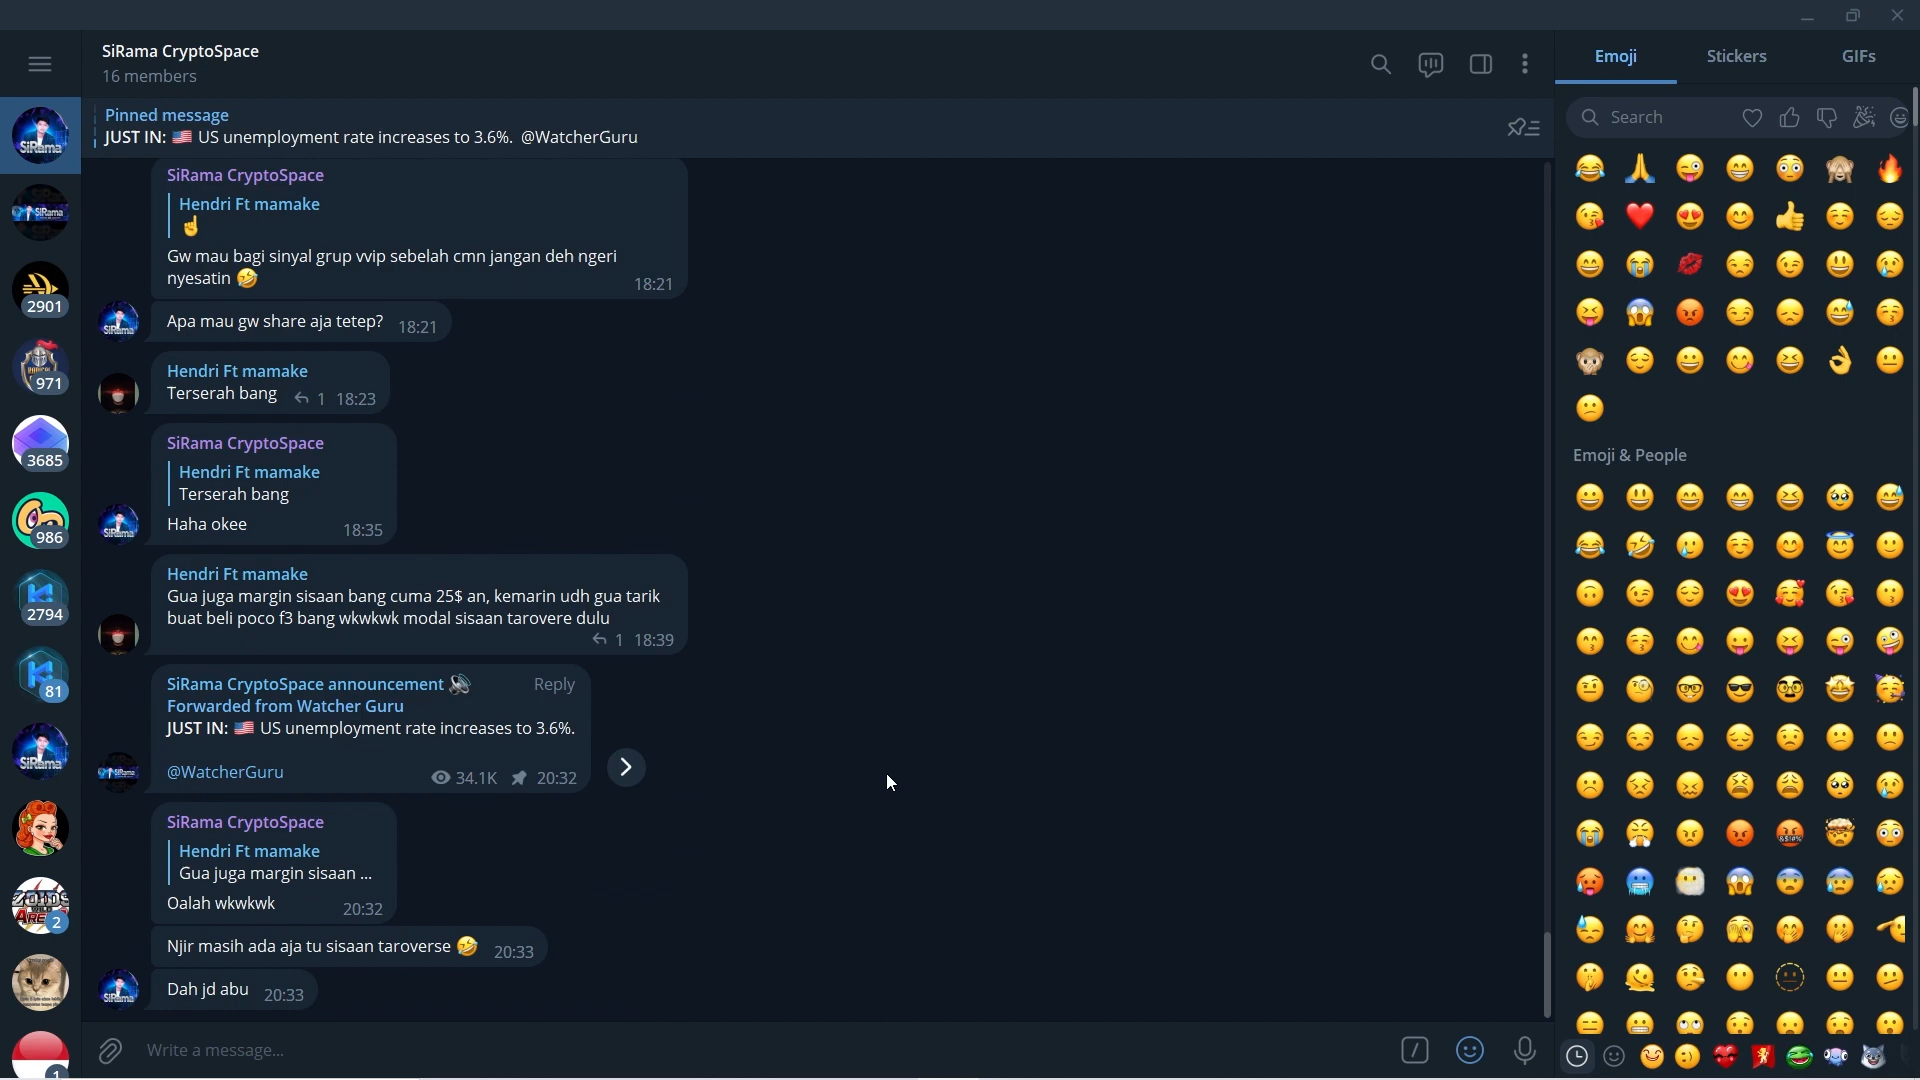 SiRama CryptoSpace
16 members
Emoji
Stickers
GIFs
Pinned message
JUST IN: 🇺🇸 US unemployment rate increases to 3.6%. @WatcherGuru
Search
SiRama
SiRama
2901
971
3685
986
2794
81
SiRama
2
1
SiRama CryptoSpace
Hendri Ft mamake
☝️
Gw mau bagi sinyal grup vvip sebelah cmn jangan deh ngeri
nyesatin 🤣
18:21
Apa mau gw share aja tetep? 18:21
Hendri Ft mamake
Terserah bang 1 18:23
SiRama CryptoSpace
Hendri Ft mamake
Terserah bang
Haha okee 18:35
Hendri Ft mamake
Gua juga margin sisaan bang cuma 25$ an, kemarin udh gua tarik
buat beli poco f3 bang wkwkwk modal sisaan tarovere dulu
1 18:39
SiRama CryptoSpace announcement 🔊 Reply
Forwarded from Watcher Guru
JUST IN: 🇺🇸 US unemployment rate increases to 3.6%.
@WatcherGuru 34.1K 20:32
SiRama CryptoSpace
Hendri Ft mamake
Gua juga margin sisaan ...
Oalah wkwkwk 20:32
Njir masih ada aja tu sisaan taroverse 🤣 20:33
Dah jd abu 20:33
Write a message...
Emoji & People